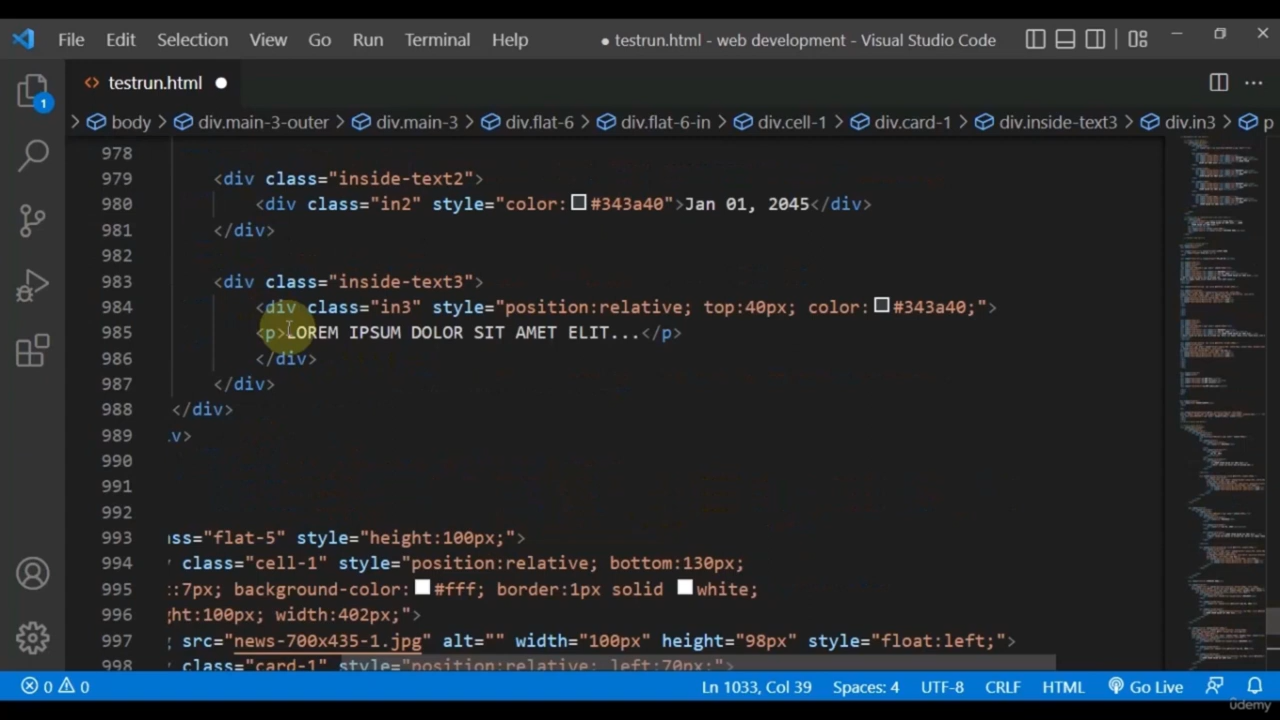 File Edit Selection View Go Run Terminal Help ● testrun.html - web development - Visual Studio Code
<> testrun.html
> body > div.main-3-outer > div.main-3 > div.flat-6 > div.flat-6-in > div.cell-1 > div.card-1 > div.inside-text3 > div.in3 > p
1
978
979 <div class="inside-text2">
980 <div class="in2" style="color:#343a40">Jan 01, 2045</div>
981 </div>
982
983 <div class="inside-text3">
984 <div class="in3" style="position:relative; top:40px; color:#343a40;">
985 <p>LOREM IPSUM DOLOR SIT AMET ELIT...</p>
986 </div>
987 </div>
988 </div>
989 v>
990
991
992
993 ass="flat-5" style="height:100px;">
994 class="cell-1" style="position:relative; bottom:130px;
995 :7px; background-color:#fff; border:1px solid white;
996 ght:100px; width:402px;">
997 src="news-700x435-1.jpg" alt="" width="100px" height="98px" style="float:left;">
998 class="card-1" style="position:relative; left:70px;">
0 0 Ln 1033, Col 39 Spaces: 4 UTF-8 CRLF HTML Go Live
ûdemy